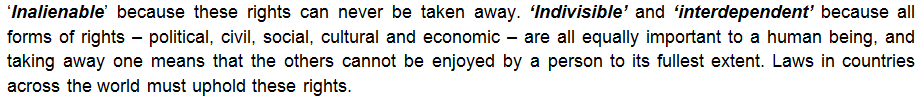 ‘Inalienable’ because these rights can never be taken away. ‘Indivisible’ and ‘interdependent’ because all
forms of rights – political, civil, social, cultural and economic – are all equally important to a human being, and
taking away one means that the others cannot be enjoyed by a person to its fullest extent. Laws in countries
across the world must uphold these rights.